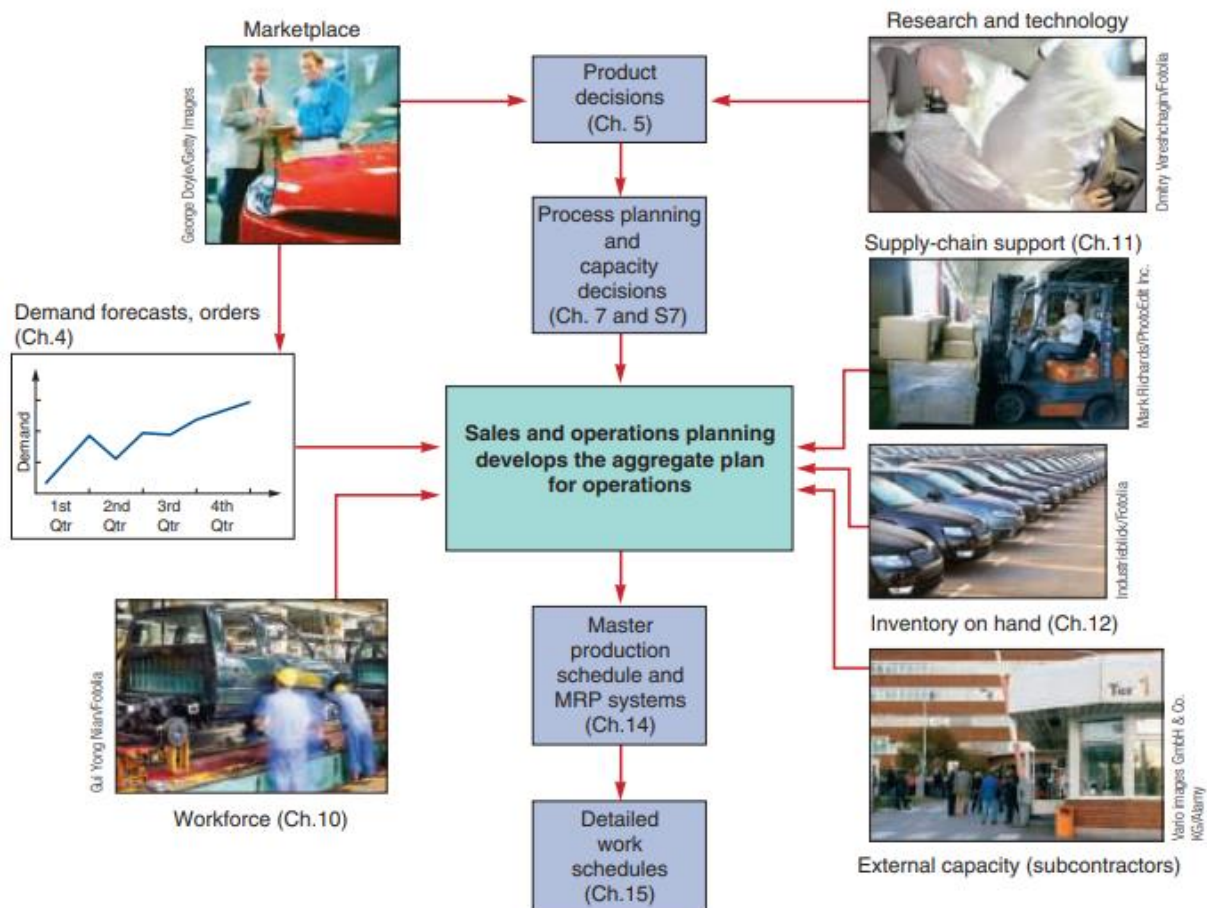 Marketplace
George Doyle/Getty Images
Product
decisions
(Ch. 5)
Research and technology
Dmitry Vereshchagin/Fotolia
Process planning
and
capacity
decisions
(Ch. 7 and S7)
Supply-chain support (Ch.11)
Mark Richards/PhotoEdit Inc.
Demand forecasts, orders
(Ch.4)
Demand
1st
Qtr
2nd
Qtr
3rd
Qtr
4th
Qtr
Sales and operations planning
develops the aggregate plan
for operations
Industrieblick/Fotolia
Inventory on hand (Ch.12)
Gui Yong Nian/Fotolia
Workforce (Ch.10)
Master
production
schedule and
MRP systems
(Ch.14)
Tor 1
Vario images GmbH & Co.
KG/Alamy
External capacity (subcontractors)
Detailed
work
schedules
(Ch.15)